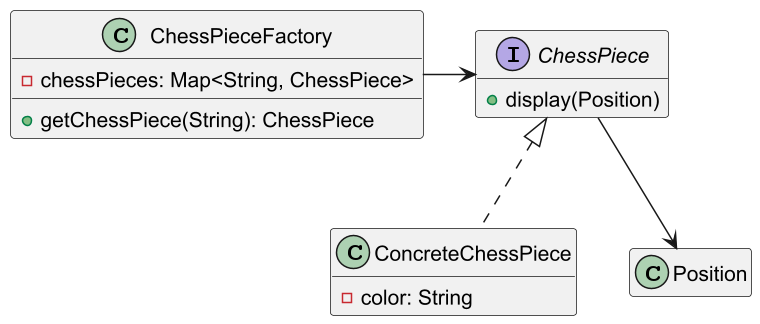 C ChessPieceFactory
chessPieces: Map<String, ChessPiece>
getChessPiece(String): ChessPiece
I ChessPiece
display(Position)
C ConcreteChessPiece
color: String
C Position